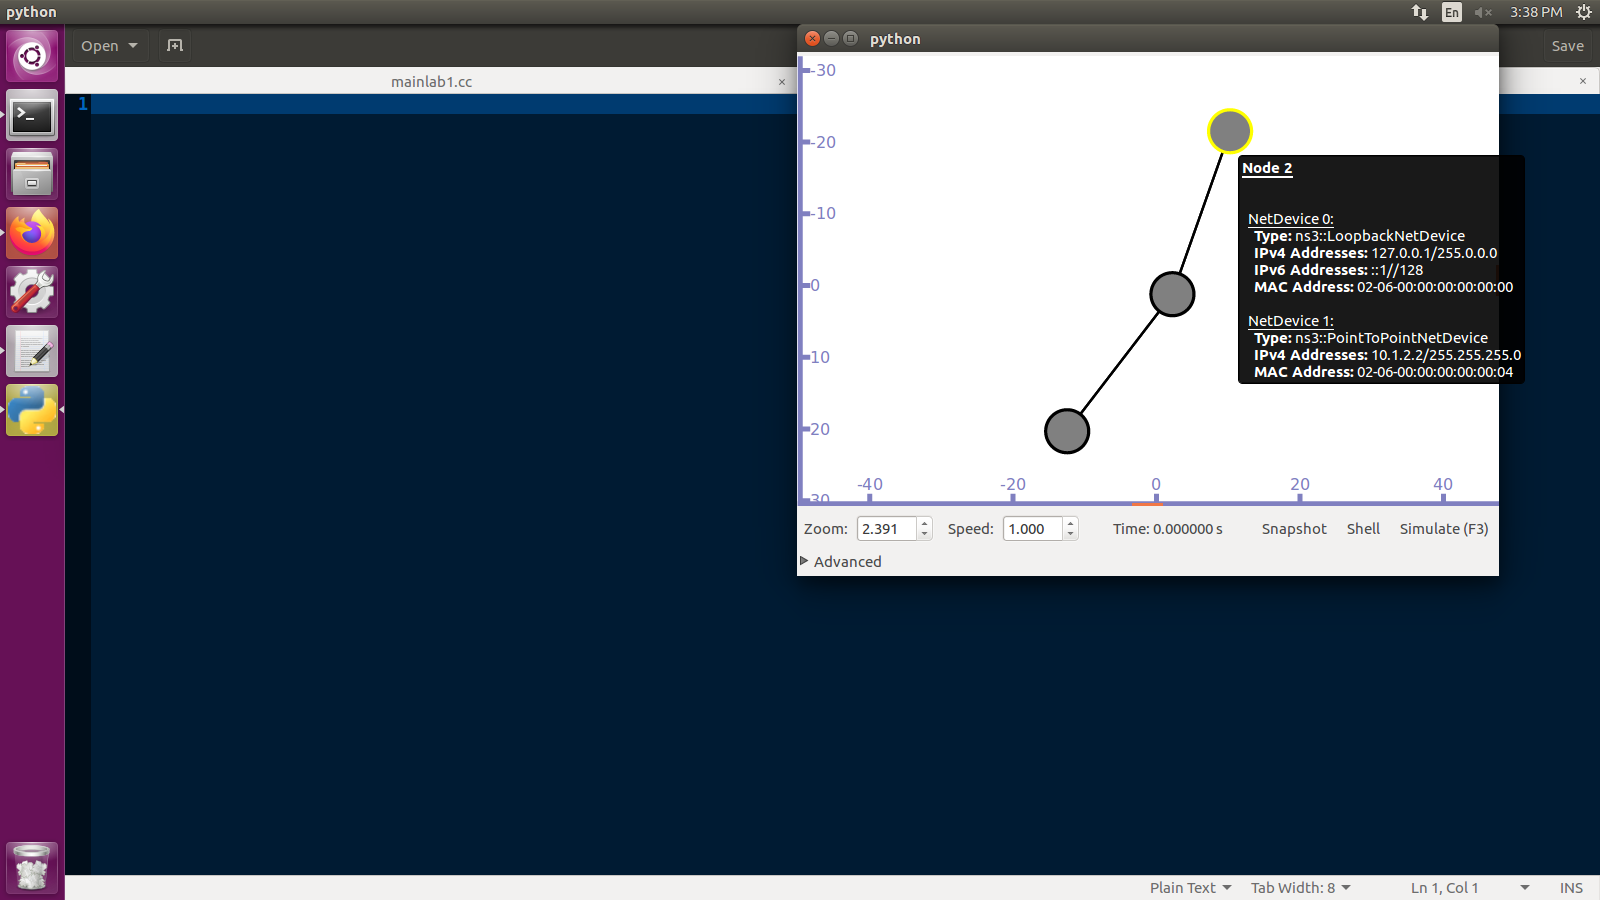 python
En
3:38 PM
Open
Save
mainlab1.cc
×
×
1
python
-30
-20
-10
0
10
20
30
-40
-20
0
20
40
Node 2
NetDevice 0:
Type: ns3::LoopbackNetDevice
IPv4 Addresses: 127.0.0.1/255.0.0.0
IPv6 Addresses: ::1//128
MAC Address: 02-06-00:00:00:00:00:00
NetDevice 1:
Type: ns3::PointToPointNetDevice
IPv4 Addresses: 10.1.2.2/255.255.255.0
MAC Address: 02-06-00:00:00:00:00:04
Zoom: 2.391 Speed: 1.000 Time: 0.000000 s Snapshot Shell Simulate (F3)
Advanced
Plain Text Tab Width: 8 Ln 1, Col 1 INS